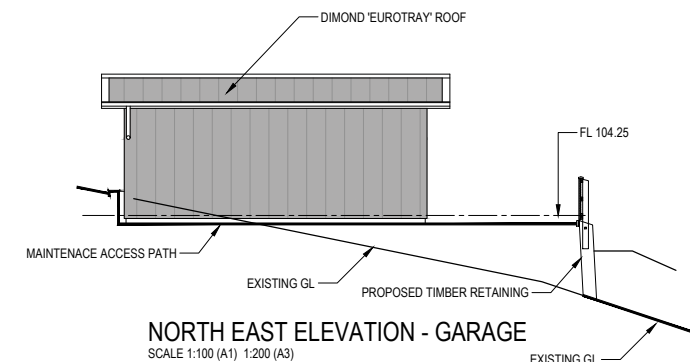 DIMOND 'EUROTRAY' ROOF
FL 104.25
MAINTENACE ACCESS PATH
EXISTING GL
PROPOSED TIMBER RETAINING
NORTH EAST ELEVATION - GARAGE
SCALE 1:100 (A1) 1:200 (A3)
EXISTING GL